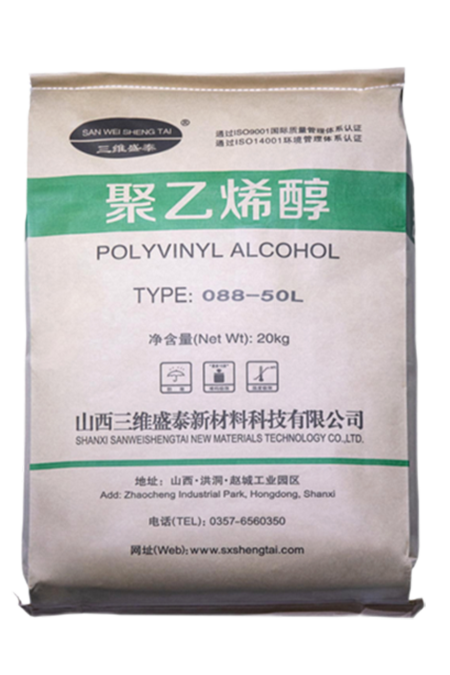 SAN WEI SHENG TAI
®
三维盛泰
通过ISO9001国际质量管理体系认证
通过ISO14001环境管理体系认证
聚乙烯醇
POLYVINYL ALCOHOL
TYPE: 088-50L
净含量(Net Wt): 20kg
山西三维盛泰新材料科技有限公司
SHANXI SANWEISHENGTAI NEW MATERIALS TECHNOLOGY CO.,LTD.
地址: 山西·洪洞·赵城工业园区
Add: Zhaocheng Industrial Park, Hongdong, Shanxi
电话(TEL): 0357-6560350
网址(Web): www.sxshengtai.com